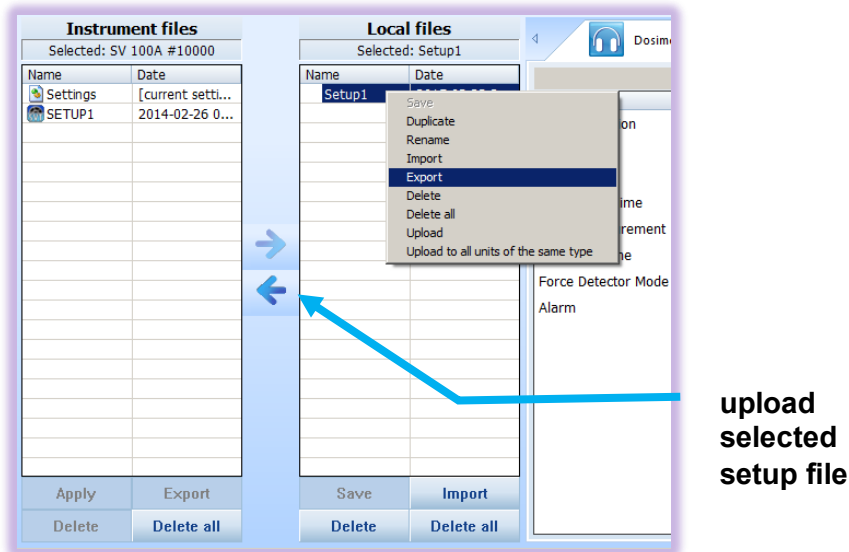 Instrument files
Selected: SV 100A #10000
Name Date
Settings [current setti...
SETUP1 2014-02-26 0...
Apply Export
Delete Delete all
Local files
Selected: Setup1
Name Date
Setup1
Save
Duplicate
Rename
Import
Export
Delete
Delete all
Upload
Upload to all units of the same type
Save Import
Delete Delete all
Dosim
on
ime
rement
ne
Force Detector Mode
Alarm
upload
selected
setup file